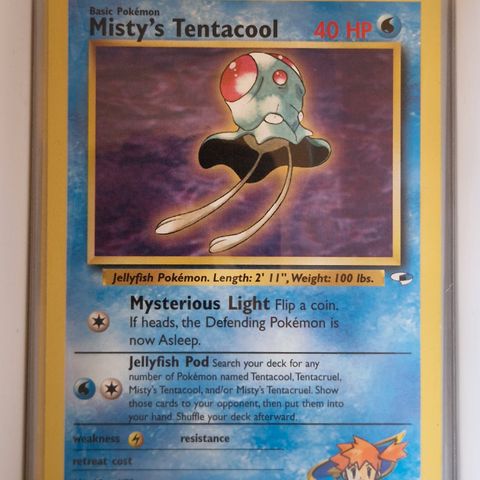 Basic Pokémon
Misty's Tentacool 40 HP
Jellyfish Pokémon. Length: 2' 11", Weight: 100 lbs.
Mysterious Light Flip a coin.
If heads, the Defending Pokémon is
now Asleep.
Jellyfish Pod Search your deck for any
number of Pokémon named Tentacool, Tentacruel,
Misty's Tentacool, and/or Misty's Tentacruel. Show
those cards to your opponent, then put them into
your hand. Shuffle your deck afterward.
weakness resistance
retreat cost